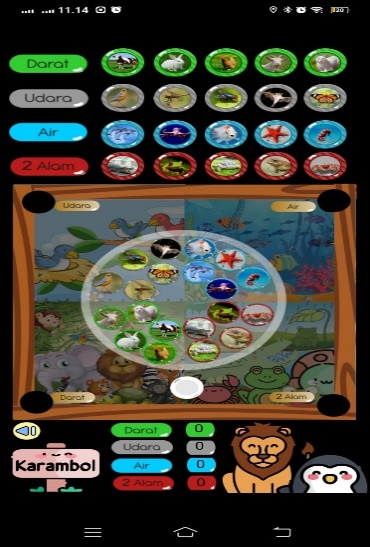 11.14
Darat
Udara
Air
2 Alam
Udara
Air
Darat
2 Alam
Darat 0
Udara 0
Air 0
2 Alam 0
Karambol